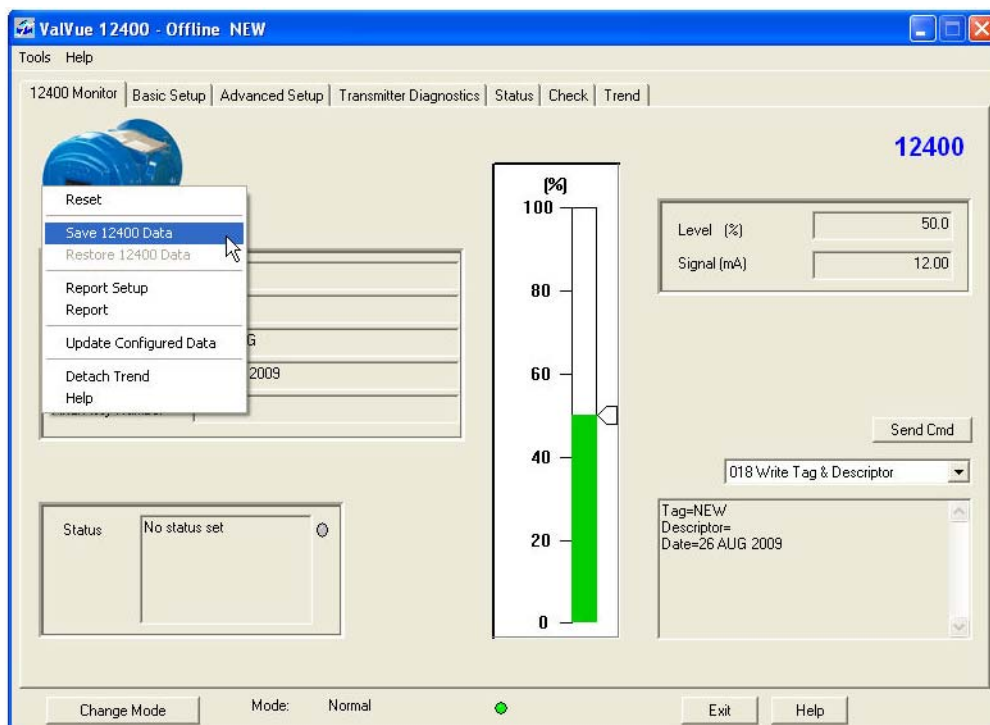 ValVue 12400 - Offline NEW
Tools Help
12400 Monitor Basic Setup Advanced Setup Transmitter Diagnostics Status Check Trend
12400
Reset
Save 12400 Data
Restore 12400 Data
Report Setup
Report
Update Configured Data
Detach Trend
Help
G
2009
(%)
100
80
60
40
20
0
Level (%) 50.0
Signal (mA) 12.00
Send Cmd
018 Write Tag & Descriptor
Tag=NEW
Descriptor=
Date=26 AUG 2009
Status No status set
Change Mode Mode: Normal Exit Help